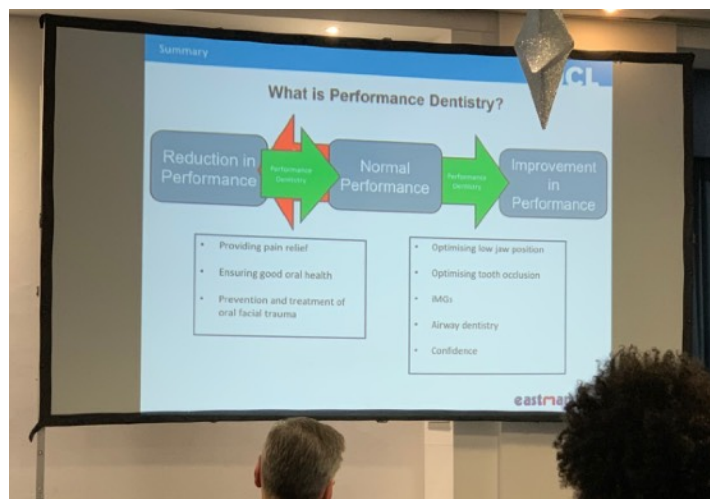 Summary
CL
What is Performance Dentistry?
Reduction in
Performance
Performance
Dentistry
Normal
Performance
Performance
Dentistry
Improvement
in
Performance
• Providing pain relief
• Ensuring good oral health
• Prevention and treatment of
oral facial trauma
• Optimising low jaw position
• Optimising tooth occlusion
• iMGs
• Airway dentistry
• Confidence
eastma